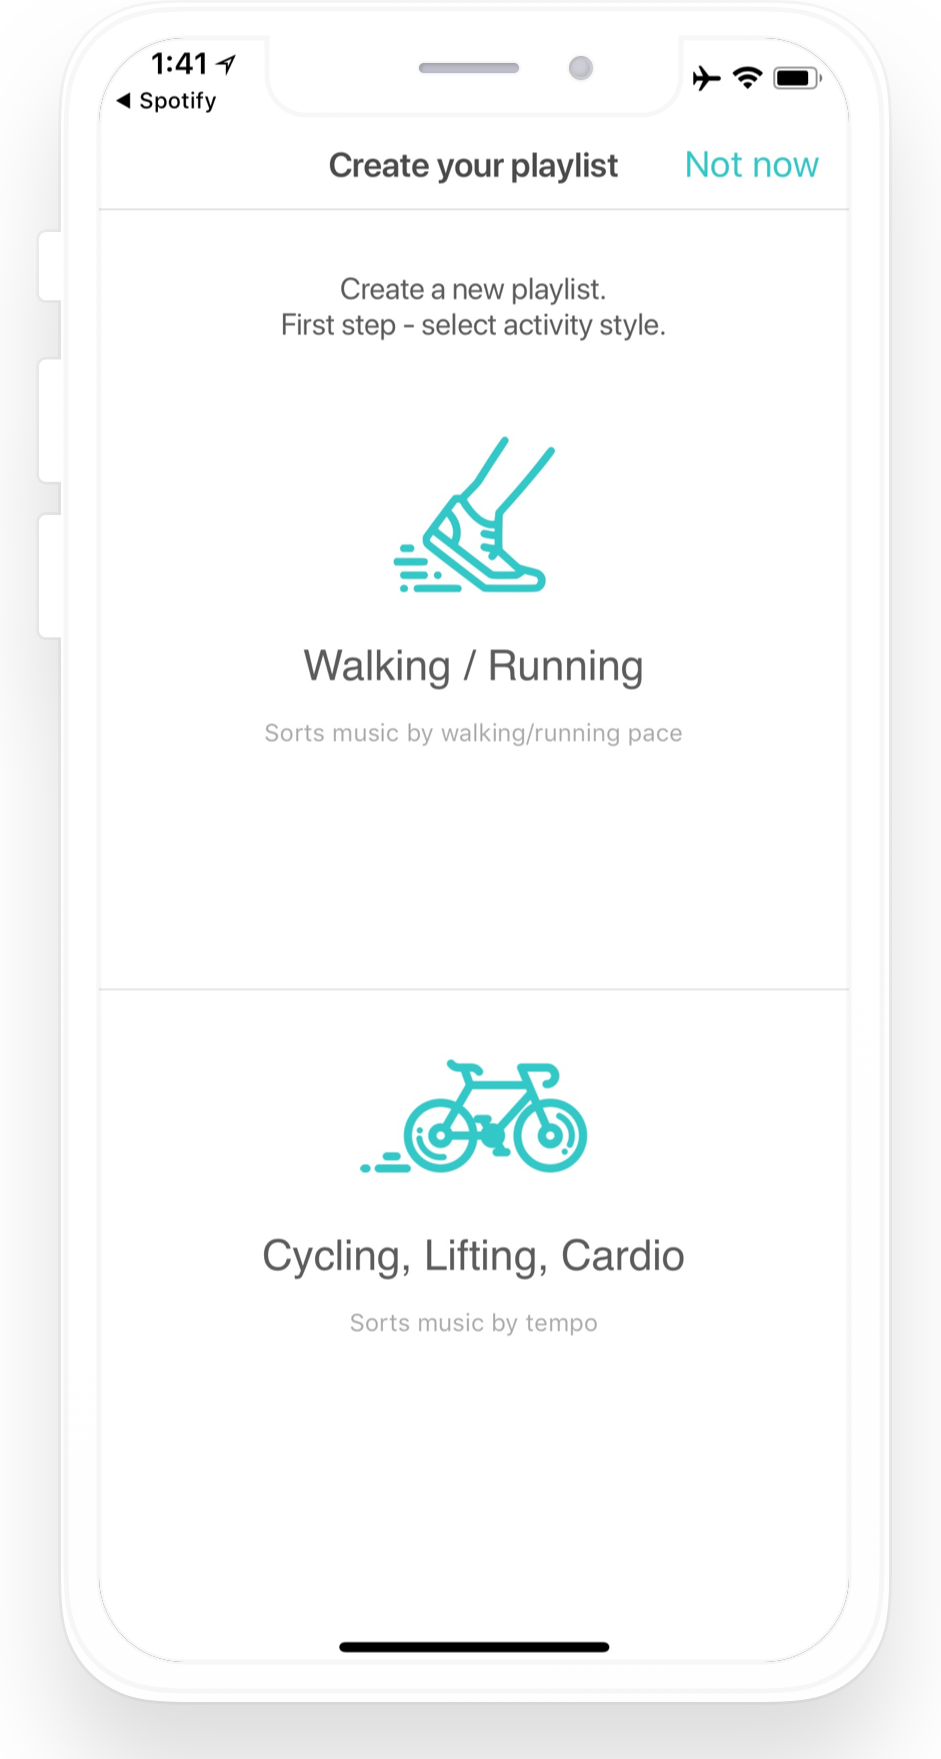 1:41
◀ Spotify
Create your playlist
Not now
Create a new playlist.
First step - select activity style.
Walking / Running
Sorts music by walking/running pace
Cycling, Lifting, Cardio
Sorts music by tempo